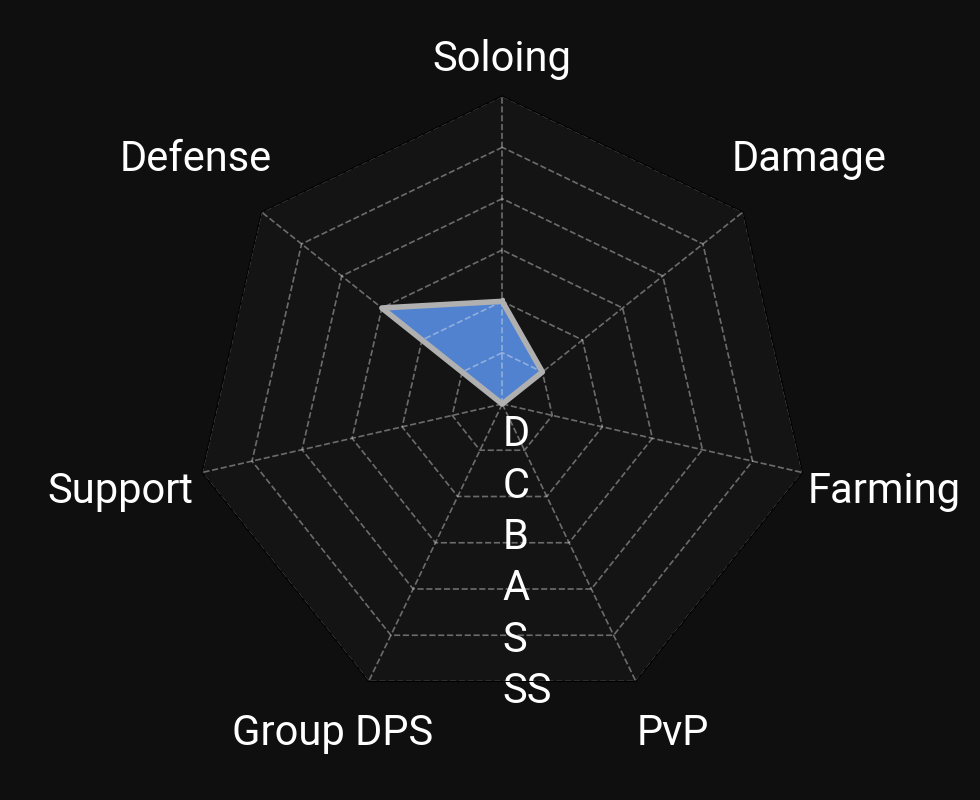 Soloing
Defense
Damage
D
C
Support
Farming
B
A
S
SS
Group DPS
PvP